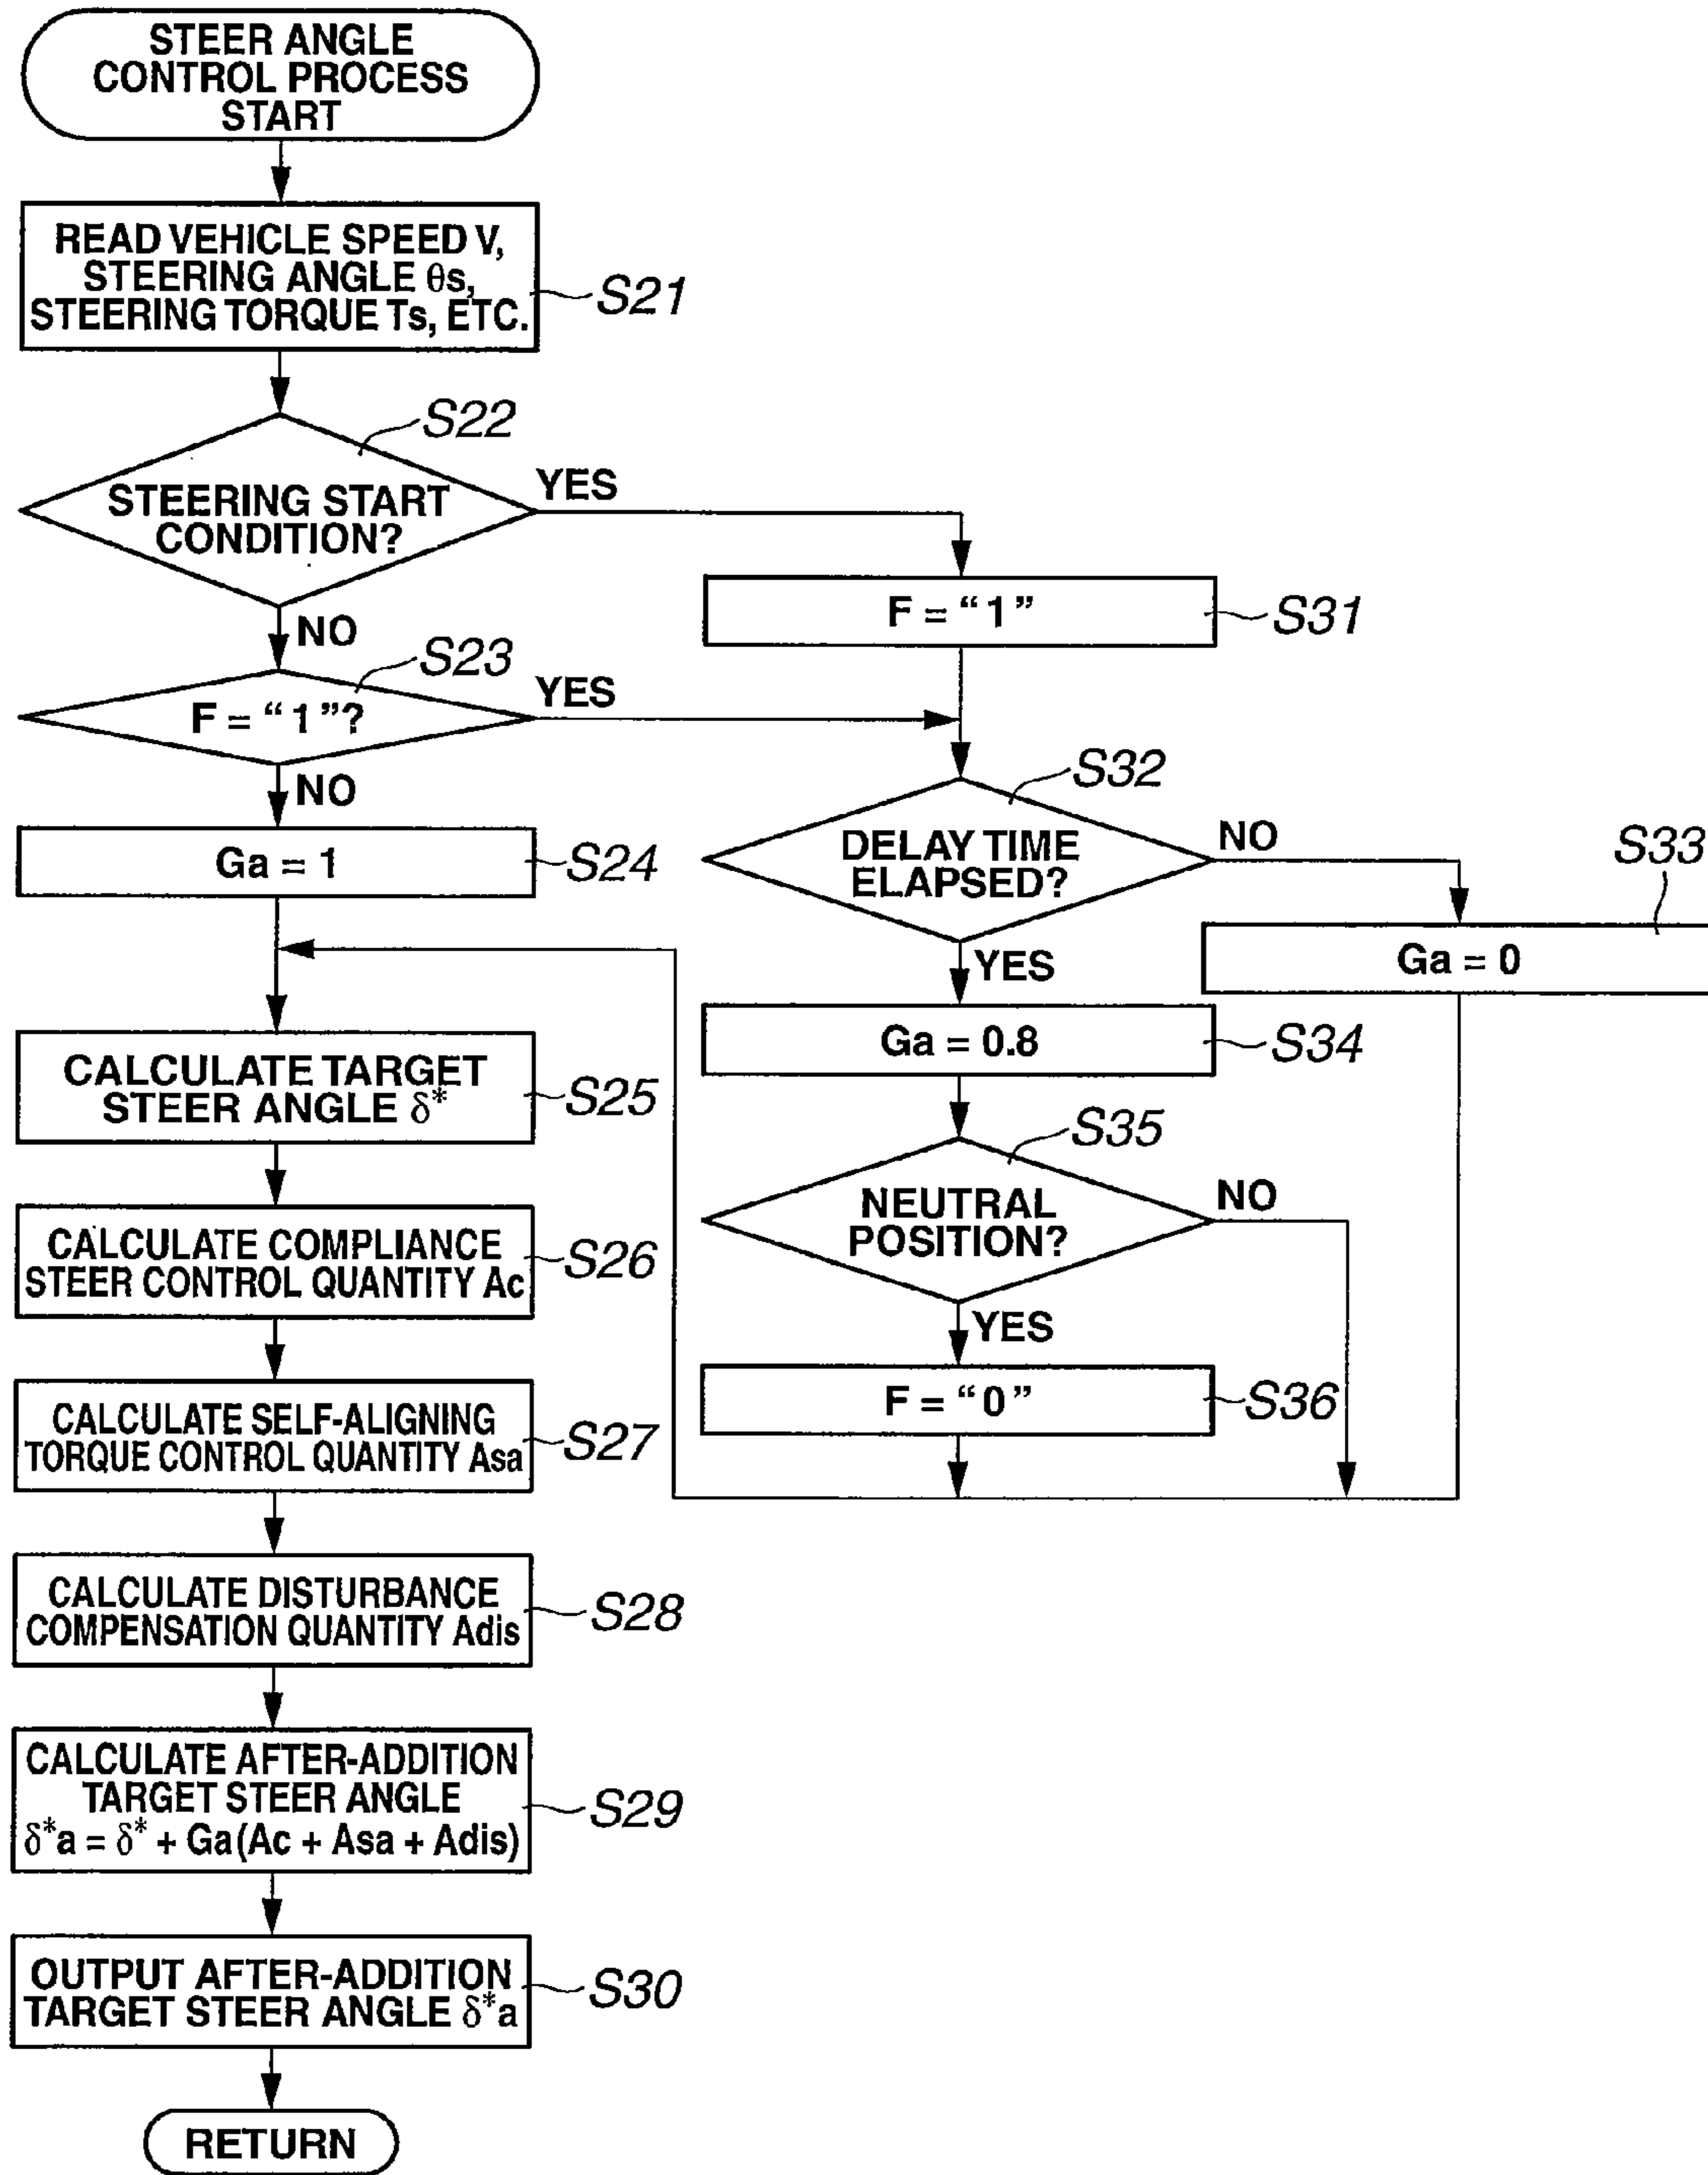 STEER ANGLE
CONTROL PROCESS
START
READ VEHICLE SPEED V,
STEERING ANGLE θs,
STEERING TORQUE Ts, ETC.
S21
S22
STEERING START
CONDITION?
YES
NO
F = “1”
S31
S23
F = “1”?
YES
NO
Ga = 1
S24
S32
DELAY TIME
ELAPSED?
NO
YES
S33
Ga = 0
Ga = 0.8
S34
CALCULATE TARGET
STEER ANGLE δ*
S25
S35
NEUTRAL
POSITION?
NO
YES
CALCULATE COMPLIANCE
STEER CONTROL QUANTITY Ac
S26
F = “0”
S36
CALCULATE SELF-ALIGNING
TORQUE CONTROL QUANTITY Asa
S27
CALCULATE DISTURBANCE
COMPENSATION QUANTITY Adis
S28
CALCULATE AFTER-ADDITION
TARGET STEER ANGLE
δ*a = δ* + Ga(Ac + Asa + Adis)
S29
OUTPUT AFTER-ADDITION
TARGET STEER ANGLE δ*a
S30
RETURN